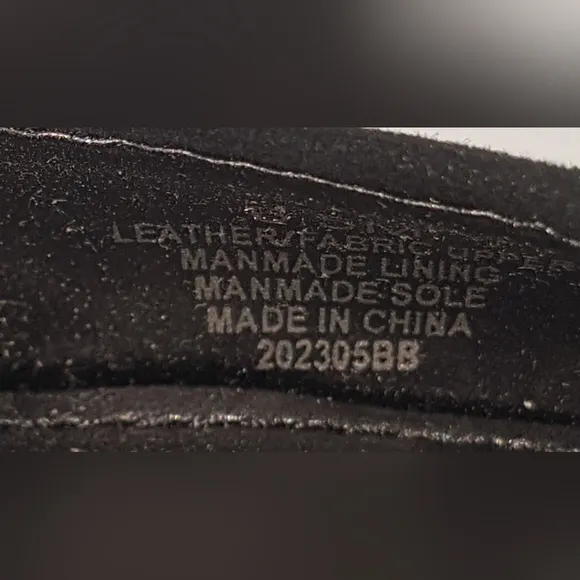 LEATHER/FABRIC UPPER
MANMADE LINING
MANMADE SOLE
MADE IN CHINA
202305BB